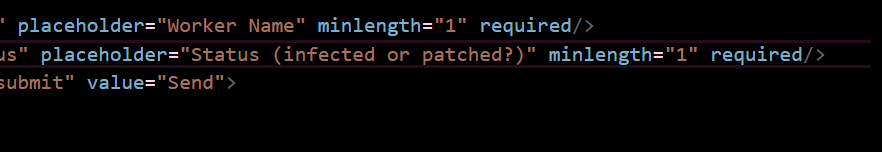 " placeholder="Worker Name" minlength="1" required/>
us" placeholder="Status (infected or patched?)" minlength="1" required/>
submit" value="Send">